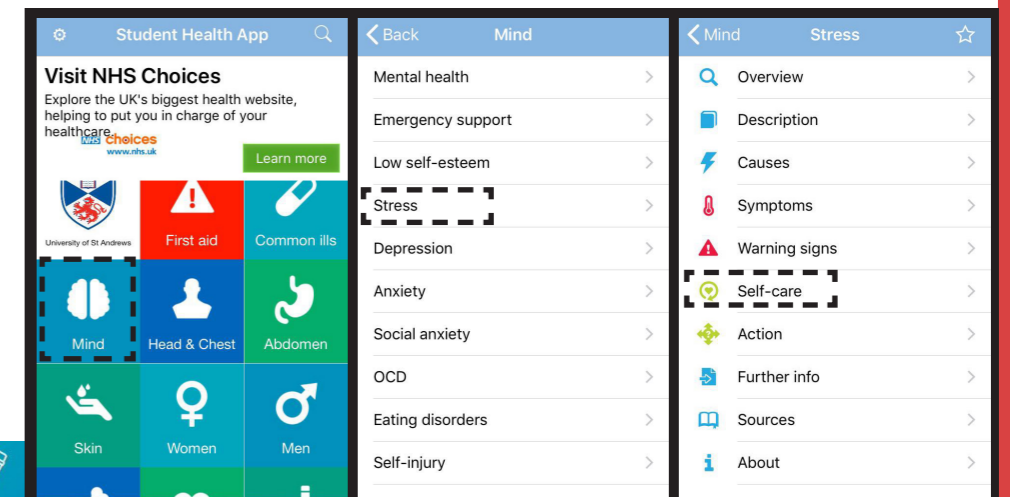 Student Health App
Visit NHS Choices
Explore the UK's biggest health website,
helping to put you in charge of your
healthcare.
NHS choices
www.nhs.uk
Learn more
University of St Andrews
First aid
Common ills
Mind
Head & Chest
Abdomen
Skin
Women
Men
Back
Mind
Mental health
Emergency support
Low self-esteem
Stress
Depression
Anxiety
Social anxiety
OCD
Eating disorders
Self-injury
Mind
Stress
Overview
Description
Causes
Symptoms
Warning signs
Self-care
Action
Further info
Sources
About